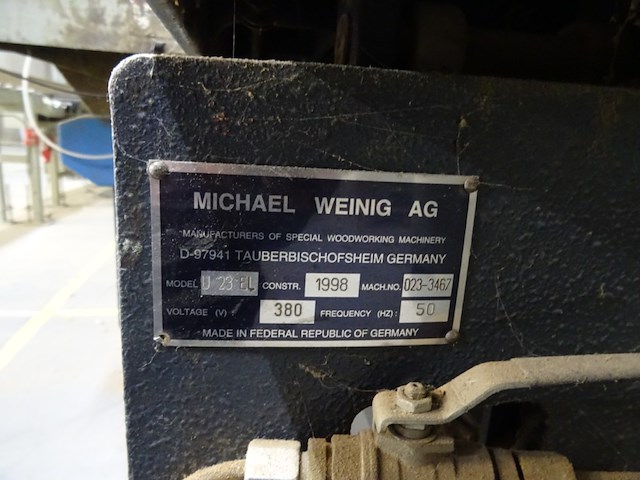 MICHAEL WEINIG AG
MANUFACTURERS OF SPECIAL WOODWORKING MACHINERY
D-97941 TAUBERBISCHOFSHEIM GERMANY
MODEL U 23 EL CONSTR. 1998 MACH.NO. 023-3467
VOLTAGE (V) : 380 FREQUENCY (HZ) : 50
MADE IN FEDERAL REPUBLIC OF GERMANY